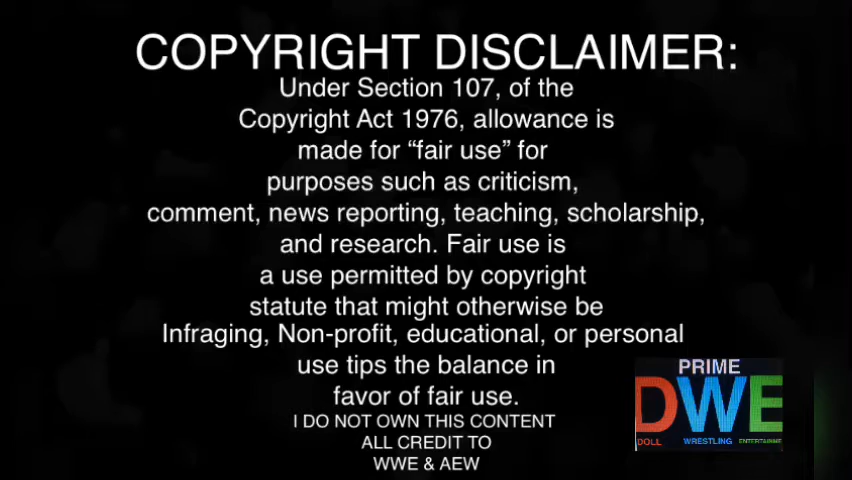 COPYRIGHT DISCLAIMER:
Under Section 107, of the
Copyright Act 1976, allowance is
made for “fair use” for
purposes such as criticism,
comment, news reporting, teaching, scholarship,
and research. Fair use is
a use permitted by copyright
statute that might otherwise be
Infraging, Non-profit, educational, or personal
use tips the balance in
favor of fair use.
I DO NOT OWN THIS CONTENT
ALL CREDIT TO
WWE & AEW
PRIME
DWE
DOLL WRESTLING ENTERTAINME